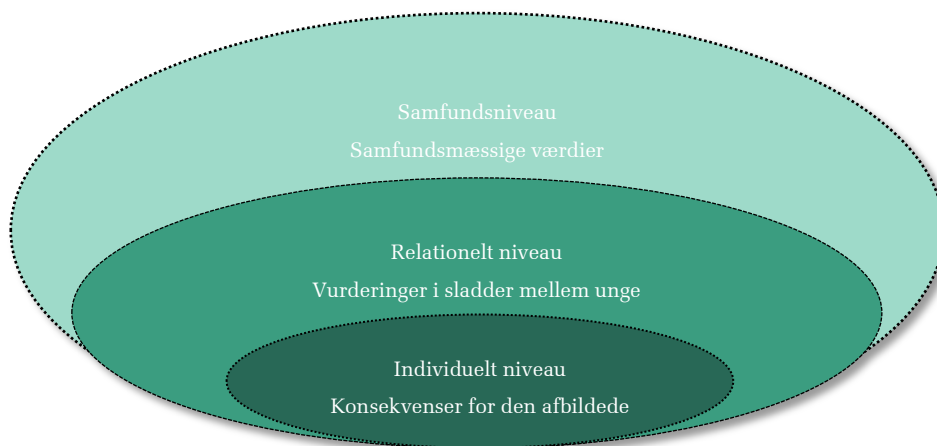 Samfundsniveau
Samfundsmæssige værdier
Relationelt niveau
Vurderinger i sladder mellem unge
Individuelt niveau
Konsekvenser for den afbildede